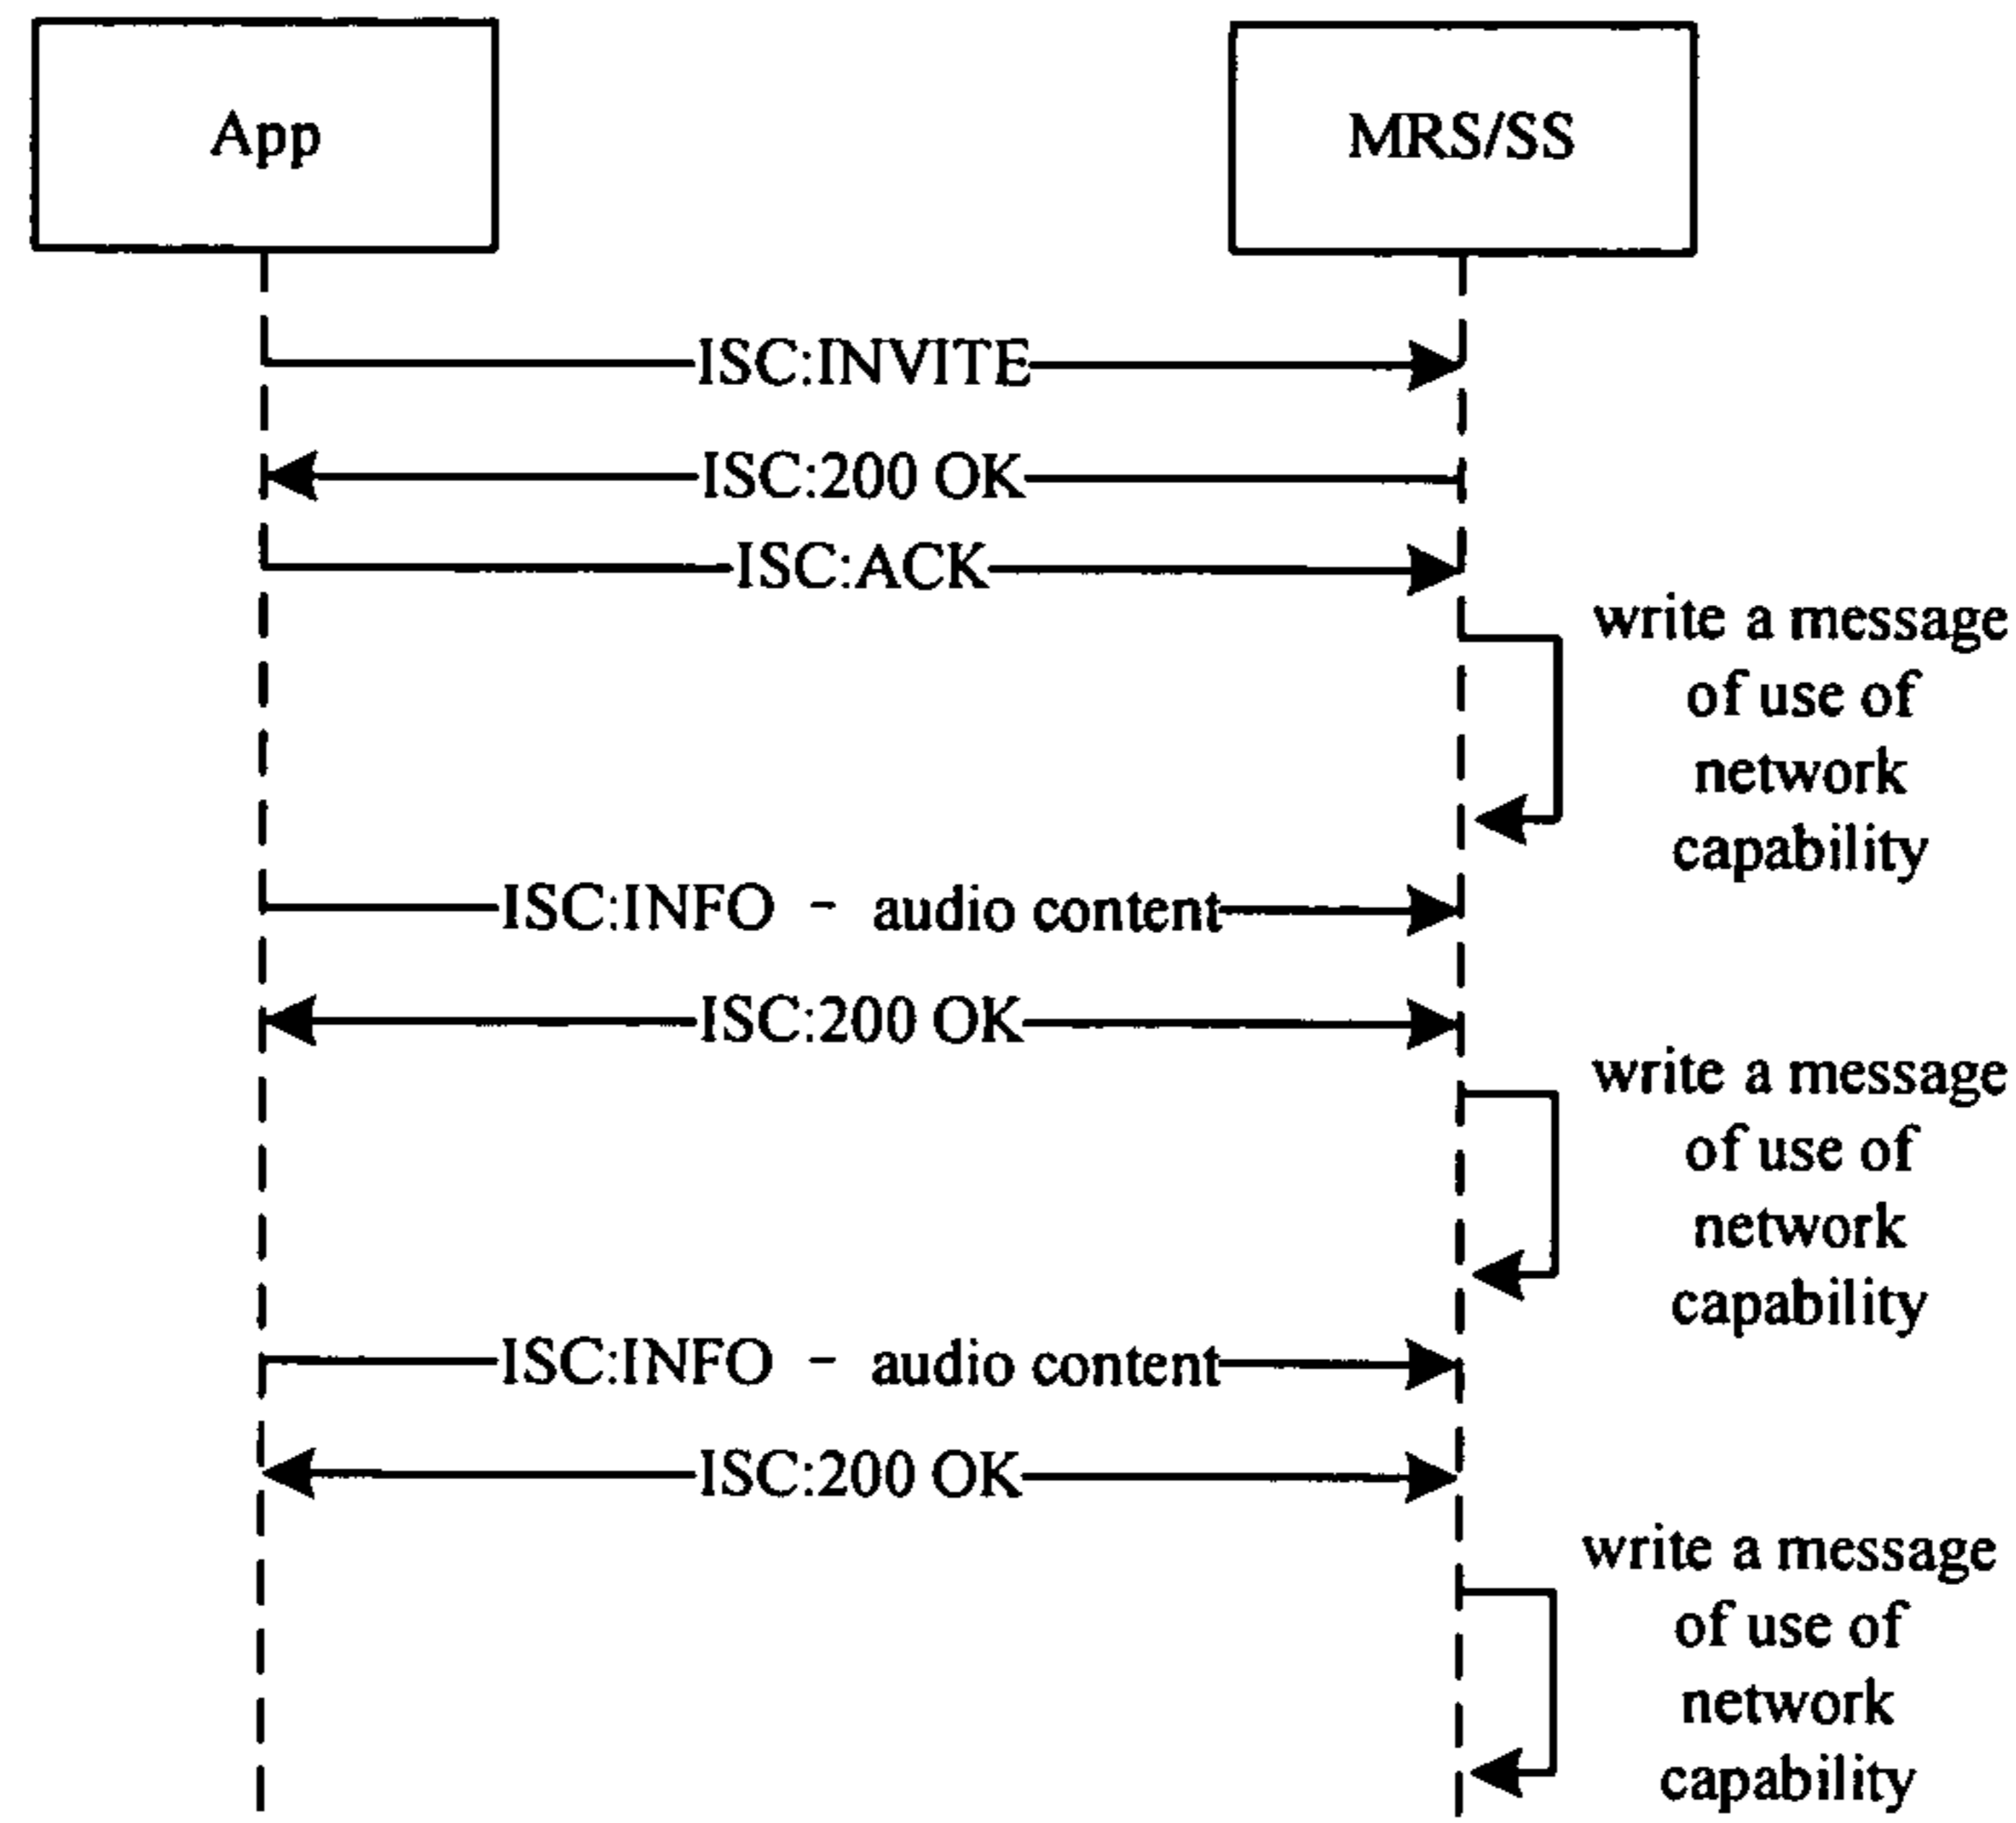 App
MRS/SS
ISC:INVITE
ISC:200 OK
ISC:ACK
write a message
of use of
network
capability
ISC:INFO - audio content
ISC:200 OK
write a message
of use of
network
capability
ISC:INFO - audio content
ISC:200 OK
write a message
of use of
network
capability